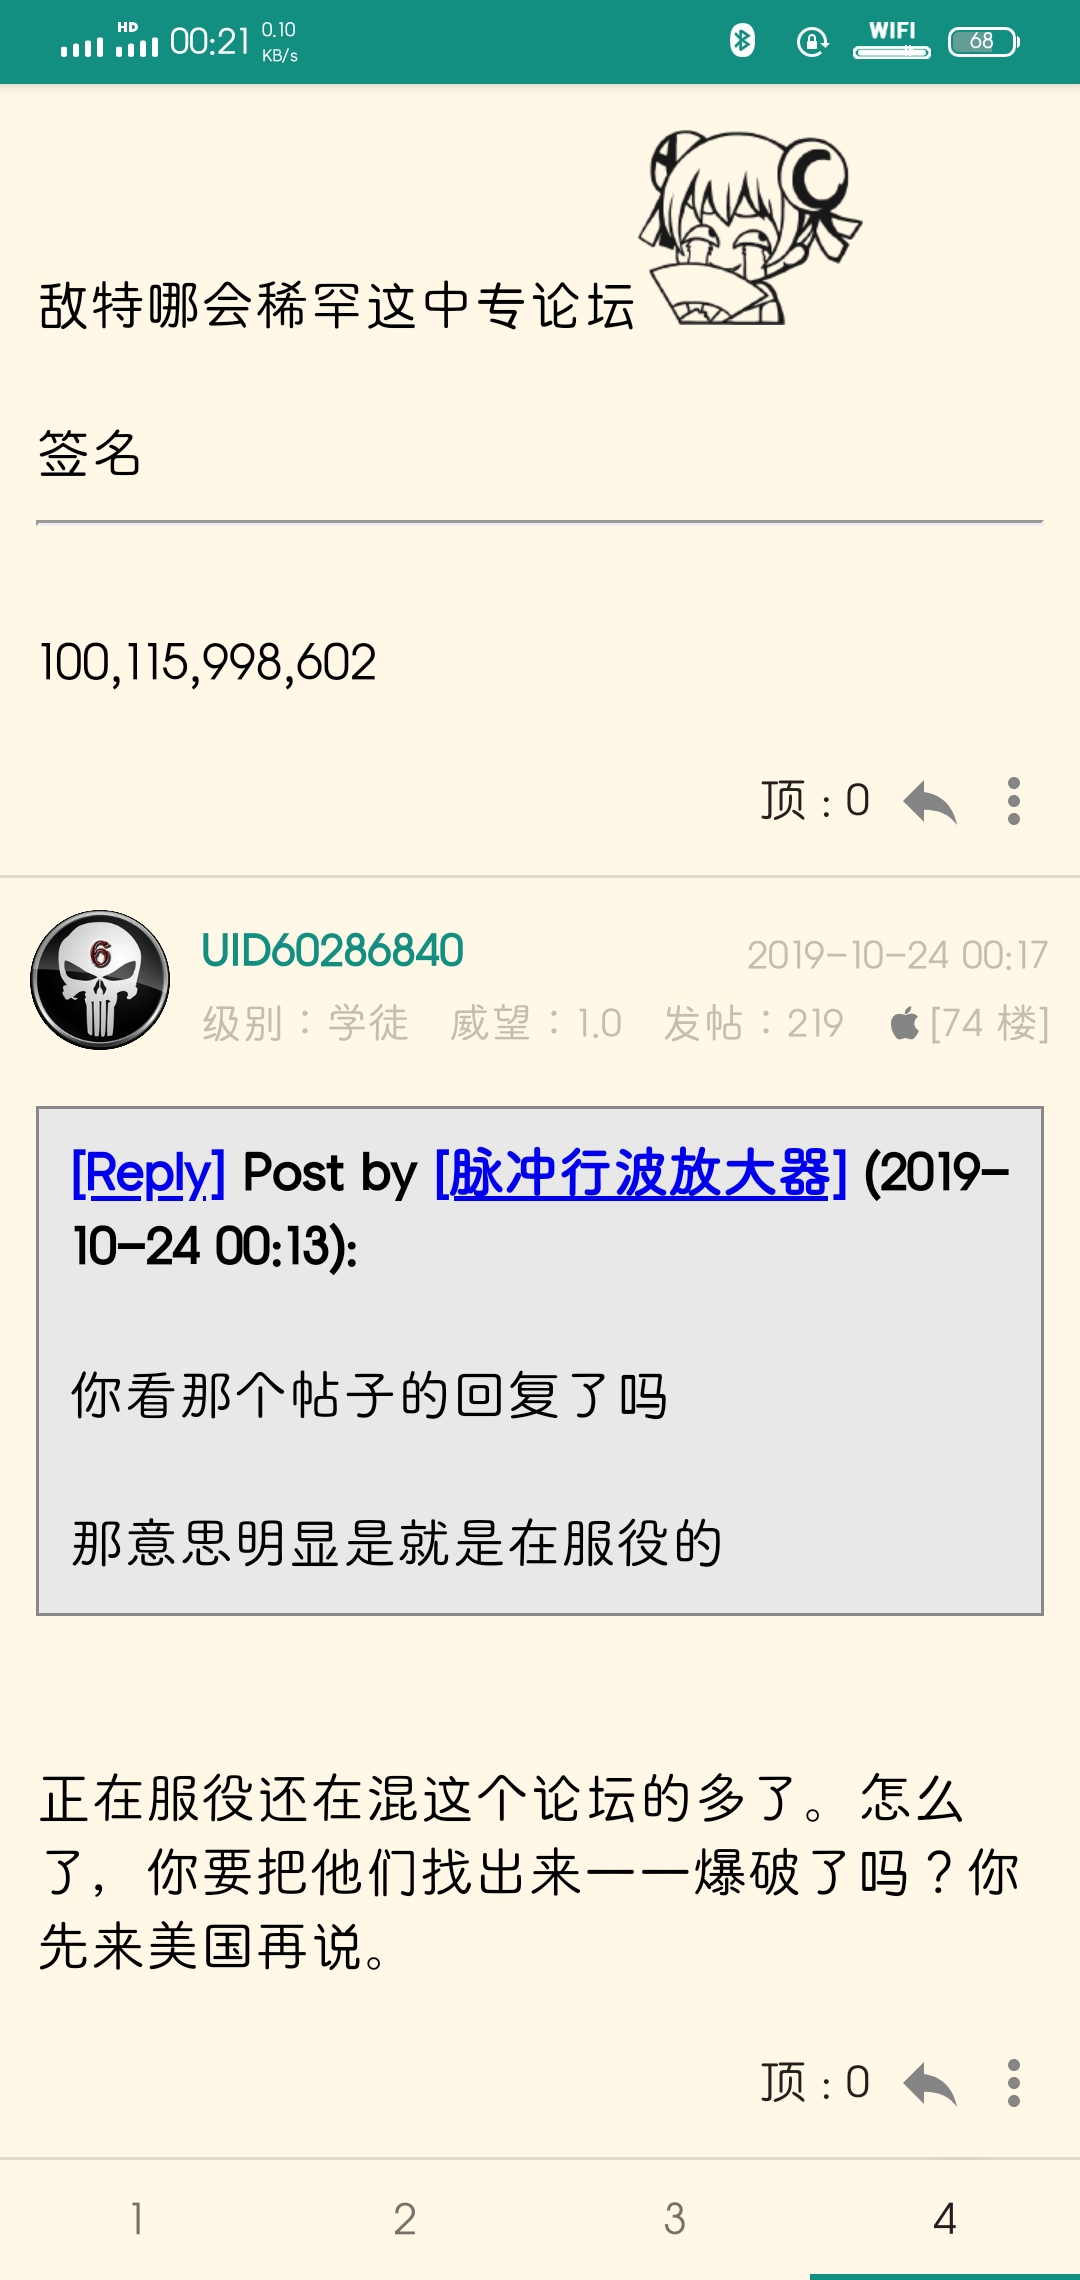 HD 00:21 0.10 KB/s WIFI 68
敌特哪会稀罕这中专论坛
签名
100,115,998,602
顶 : 0
UID60286840 2019-10-24 00:17
级别：学徒 威望：1.0 发帖：219 [74 楼]
[Reply] Post by [脉冲行波放大器] (2019-
10-24 00:13):
你看那个帖子的回复了吗
那意思明显是就是在服役的
正在服役还在混这个论坛的多了。怎么
了，你要把他们找出来一一爆破了吗？你
先来美国再说。
顶 : 0
1 2 3 4